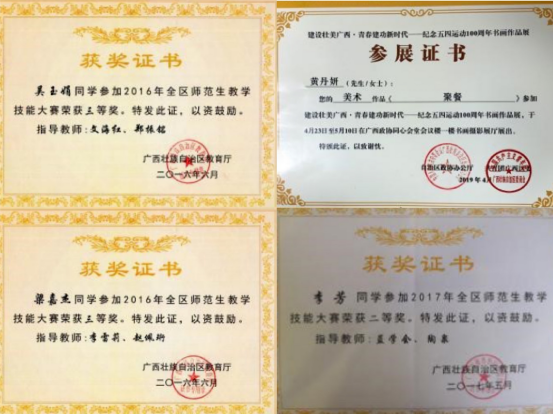 获奖证书
吴玉娟同学参加2016年全区师范生教学
技能大赛荣获三等奖。特发此证，以资鼓励。
指导教师：文海红、郑振铭
广西壮族自治区教育厅
二〇一六年六月
建设壮美广西·青春建功新时代——纪念五四运动100周年书画作品展
参展证书
黄丹妍（先生/女士）：
您的 美术 作品《 聚餐 》参加
建设壮美广西·青春建功新时代——纪念五四运动100周年书画作品展，于
4月23日至5月10日在广西政协同心会堂会议楼一楼书画摄影展厅展出。
特颁此证，以致谢忱。
自治区政协办公厅
2019年4月
获奖证书
梁嘉杰同学参加2016年全区师范生教学
技能大赛荣获三等奖。特发此证，以资鼓励。
指导教师：李雪莉、赵佩珩
广西壮族自治区教育厅
二〇一六年六月
获奖证书
李芳同学参加2017年全区师范生教学
技能大赛荣获二等奖。特发此证，以资鼓励。
指导教师：蓝学会、陶泉
广西壮族自治区教育厅
二〇一七年五月